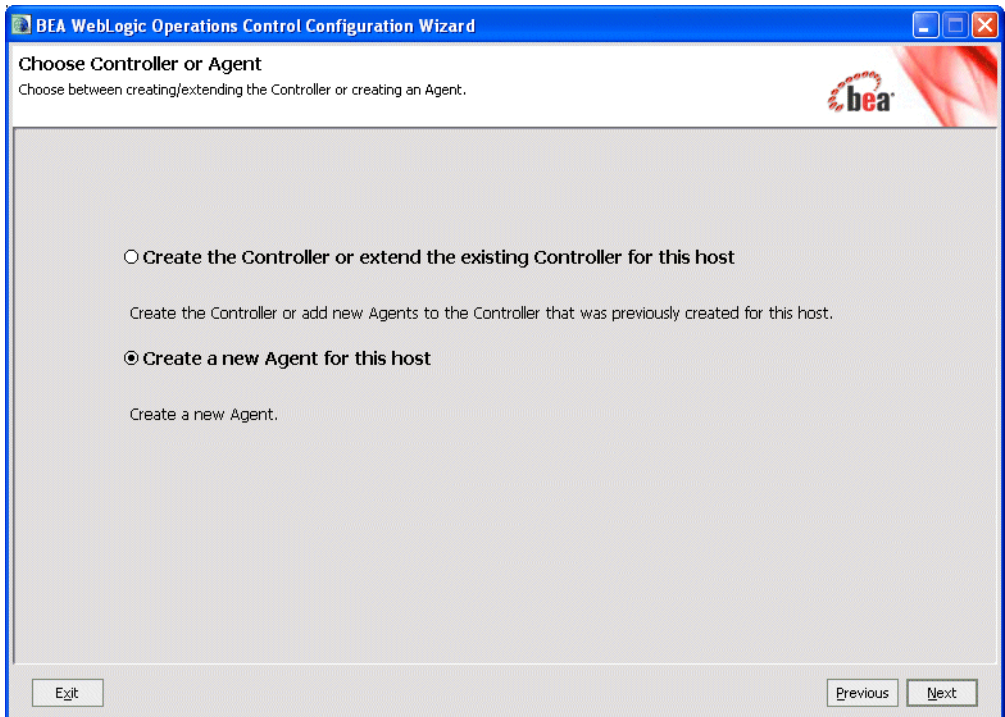 BEA WebLogic Operations Control Configuration Wizard
Choose Controller or Agent
Choose between creating/extending the Controller or creating an Agent.
bea
Create the Controller or extend the existing Controller for this host
Create the Controller or add new Agents to the Controller that was previously created for this host.
Create a new Agent for this host
Create a new Agent.
Exit
Previous
Next